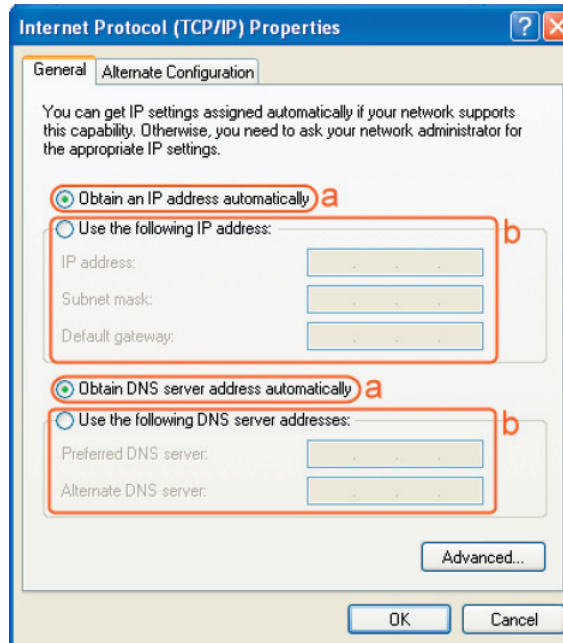 Internet Protocol (TCP/IP) Properties
General
Alternate Configuration
You can get IP settings assigned automatically if your network supports
this capability. Otherwise, you need to ask your network administrator for
the appropriate IP settings.
Obtain an IP address automatically a
Use the following IP address: b
IP address:
Subnet mask:
Default gateway:
Obtain DNS server address automatically a
Use the following DNS server addresses: b
Preferred DNS server:
Alternate DNS server:
Advanced...
OK
Cancel